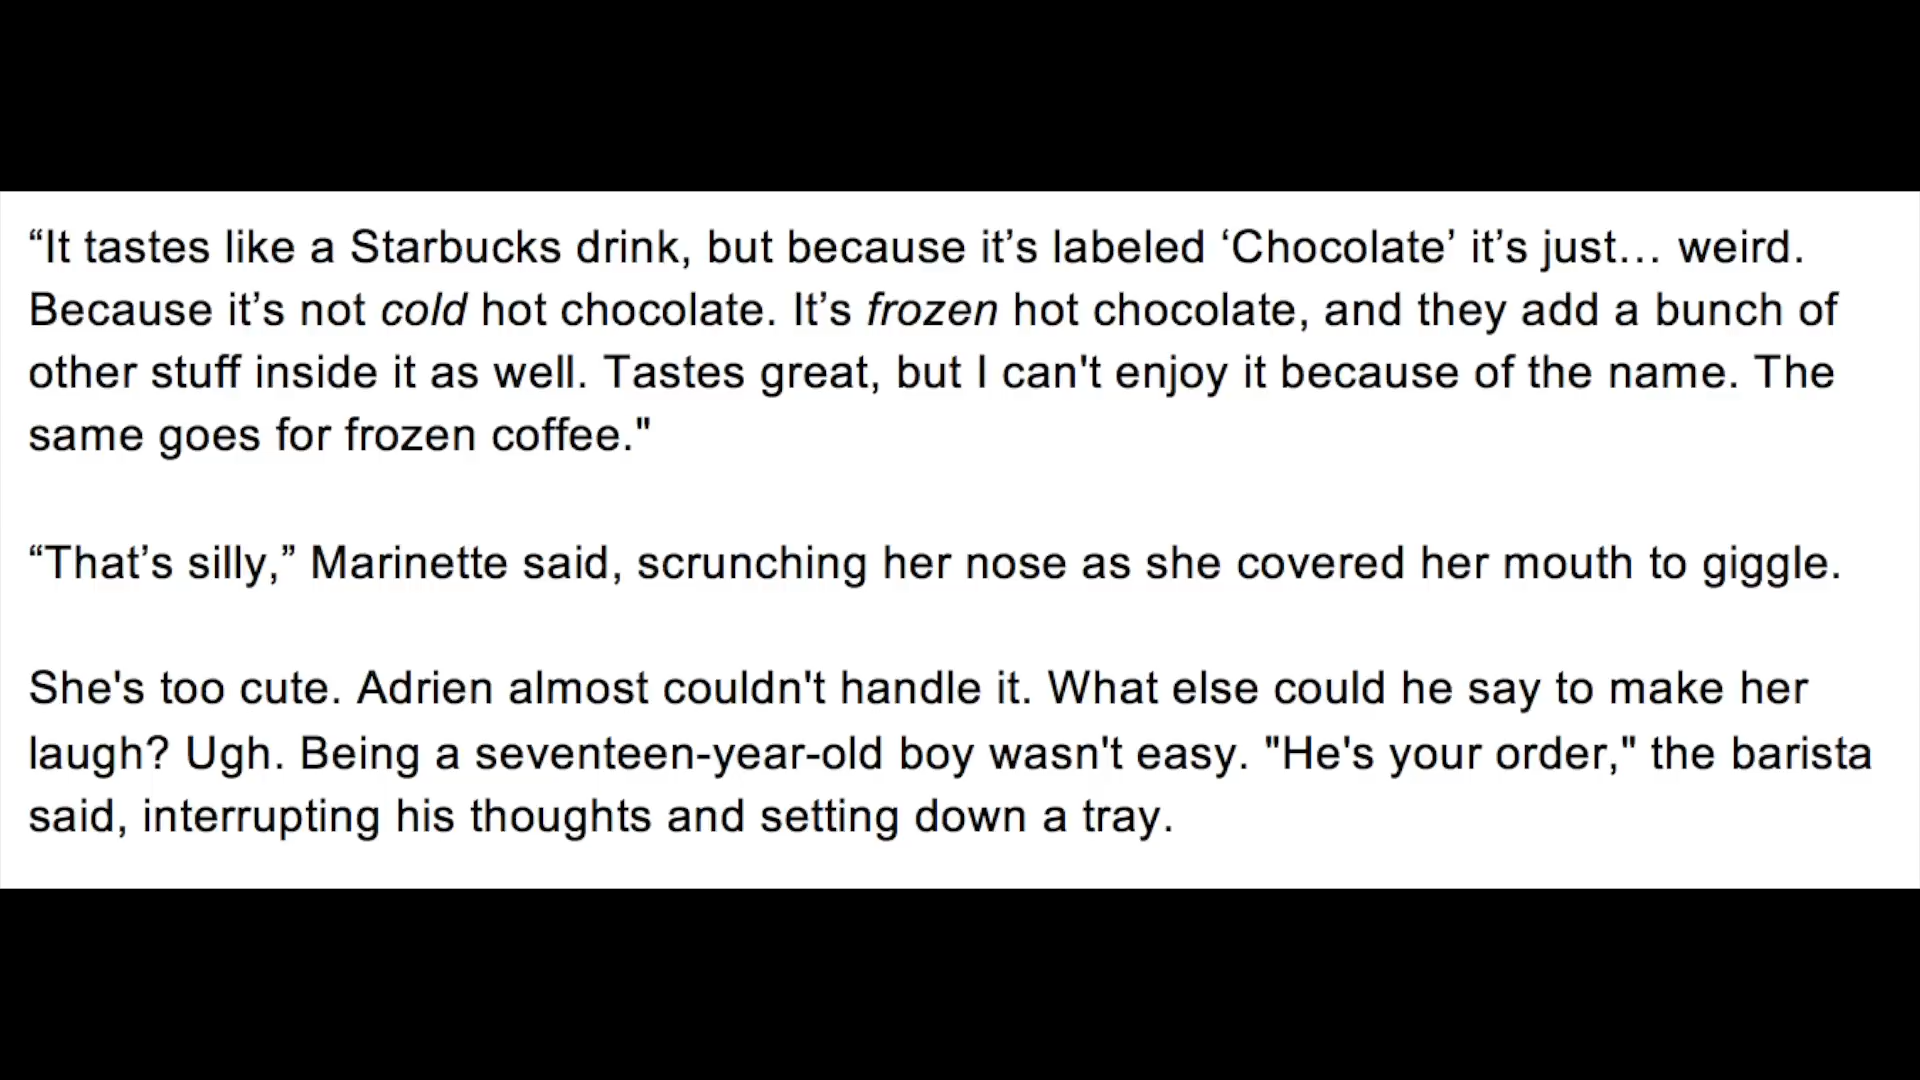 “It tastes like a Starbucks drink, but because it’s labeled ‘Chocolate’ it’s just… weird.
Because it’s not cold hot chocolate. It’s frozen hot chocolate, and they add a bunch of
other stuff inside it as well. Tastes great, but I can't enjoy it because of the name. The
same goes for frozen coffee."
“That’s silly,” Marinette said, scrunching her nose as she covered her mouth to giggle.
She's too cute. Adrien almost couldn't handle it. What else could he say to make her
laugh? Ugh. Being a seventeen-year-old boy wasn't easy. "He's your order," the barista
said, interrupting his thoughts and setting down a tray.